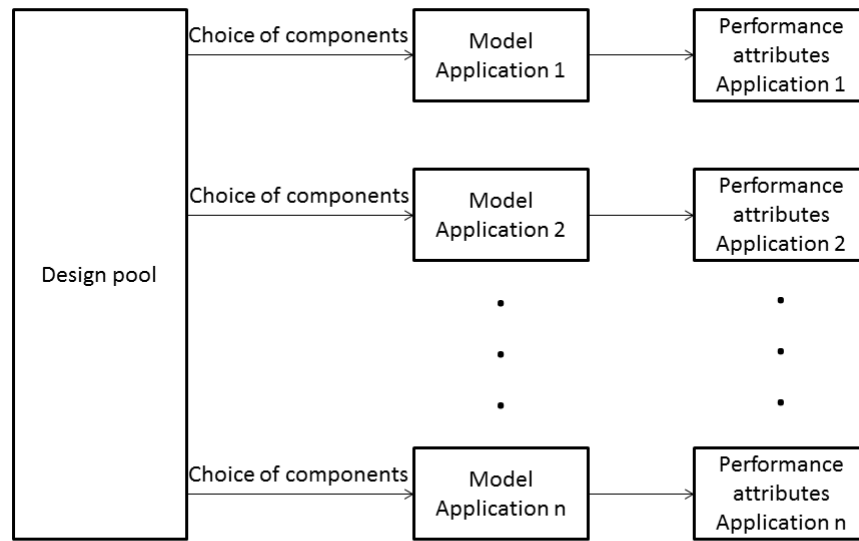 Choice of components
Model
Application 1
Performance
attributes
Application 1
Choice of components
Model
Application 2
Performance
attributes
Application 2
Design pool
Choice of components
Model
Application n
Performance
attributes
Application n